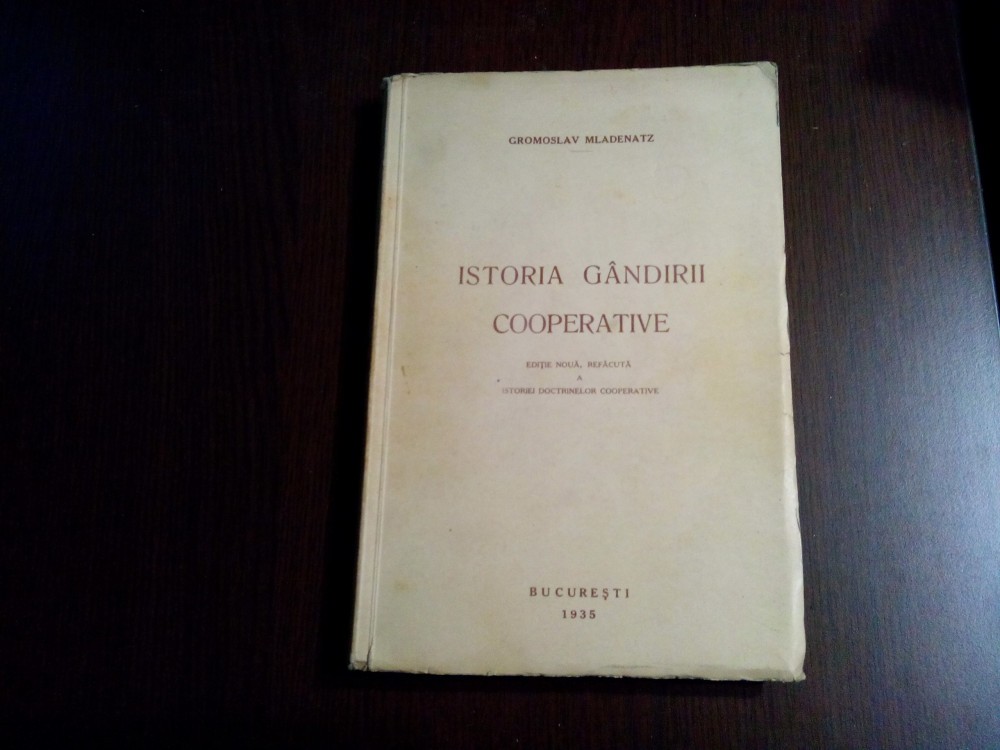 GROMOSLAV MLADENATZ
ISTORIA GÂNDIRII
COOPERATIVE
EDIȚIE NOUĂ, REFĂCUTĂ
A
ISTORIEI DOCTRINELOR COOPERATIVE
BUCUREȘTI
1935